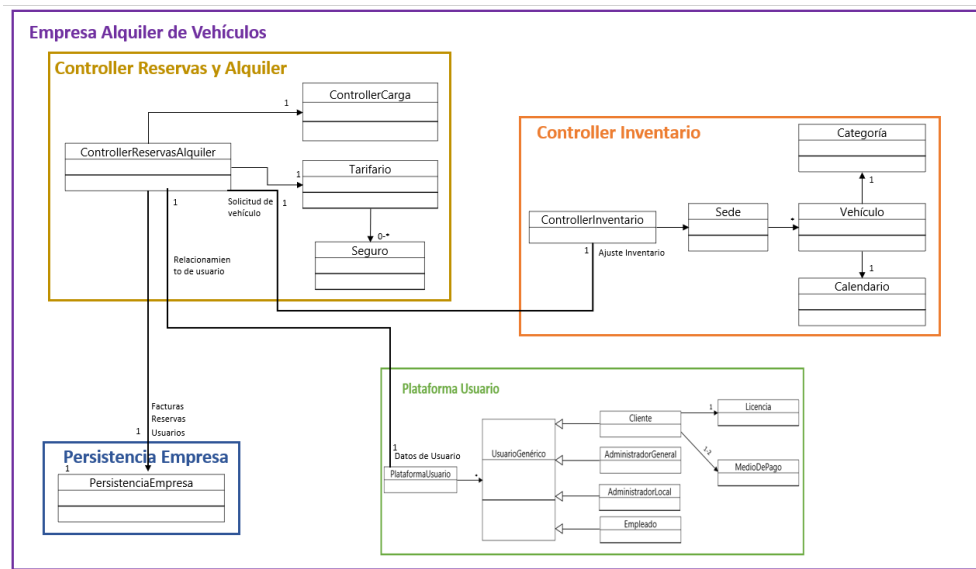 Empresa Alquiler de Vehículos
Controller Reservas y Alquiler
ControllerCarga
1
ControllerReservasAlquiler
Tarifario
1
1
Solicitud de
vehículo
1
0-*
Seguro
Relacionamien
to de usuario
Controller Inventario
Categoría
1
ControllerInventario
Sede
*
Vehículo
1
Ajuste Inventario
1
Calendario
Facturas
Reservas
1
Usuarios
Persistencia Empresa
1
PersistenciaEmpresa
Plataforma Usuario
1
Datos de Usuario
PlataformaUsuario
*
UsuarioGenérico
Cliente
1
Licencia
1-2
MedioDePago
AdministradorGeneral
AdministradorLocal
Empleado